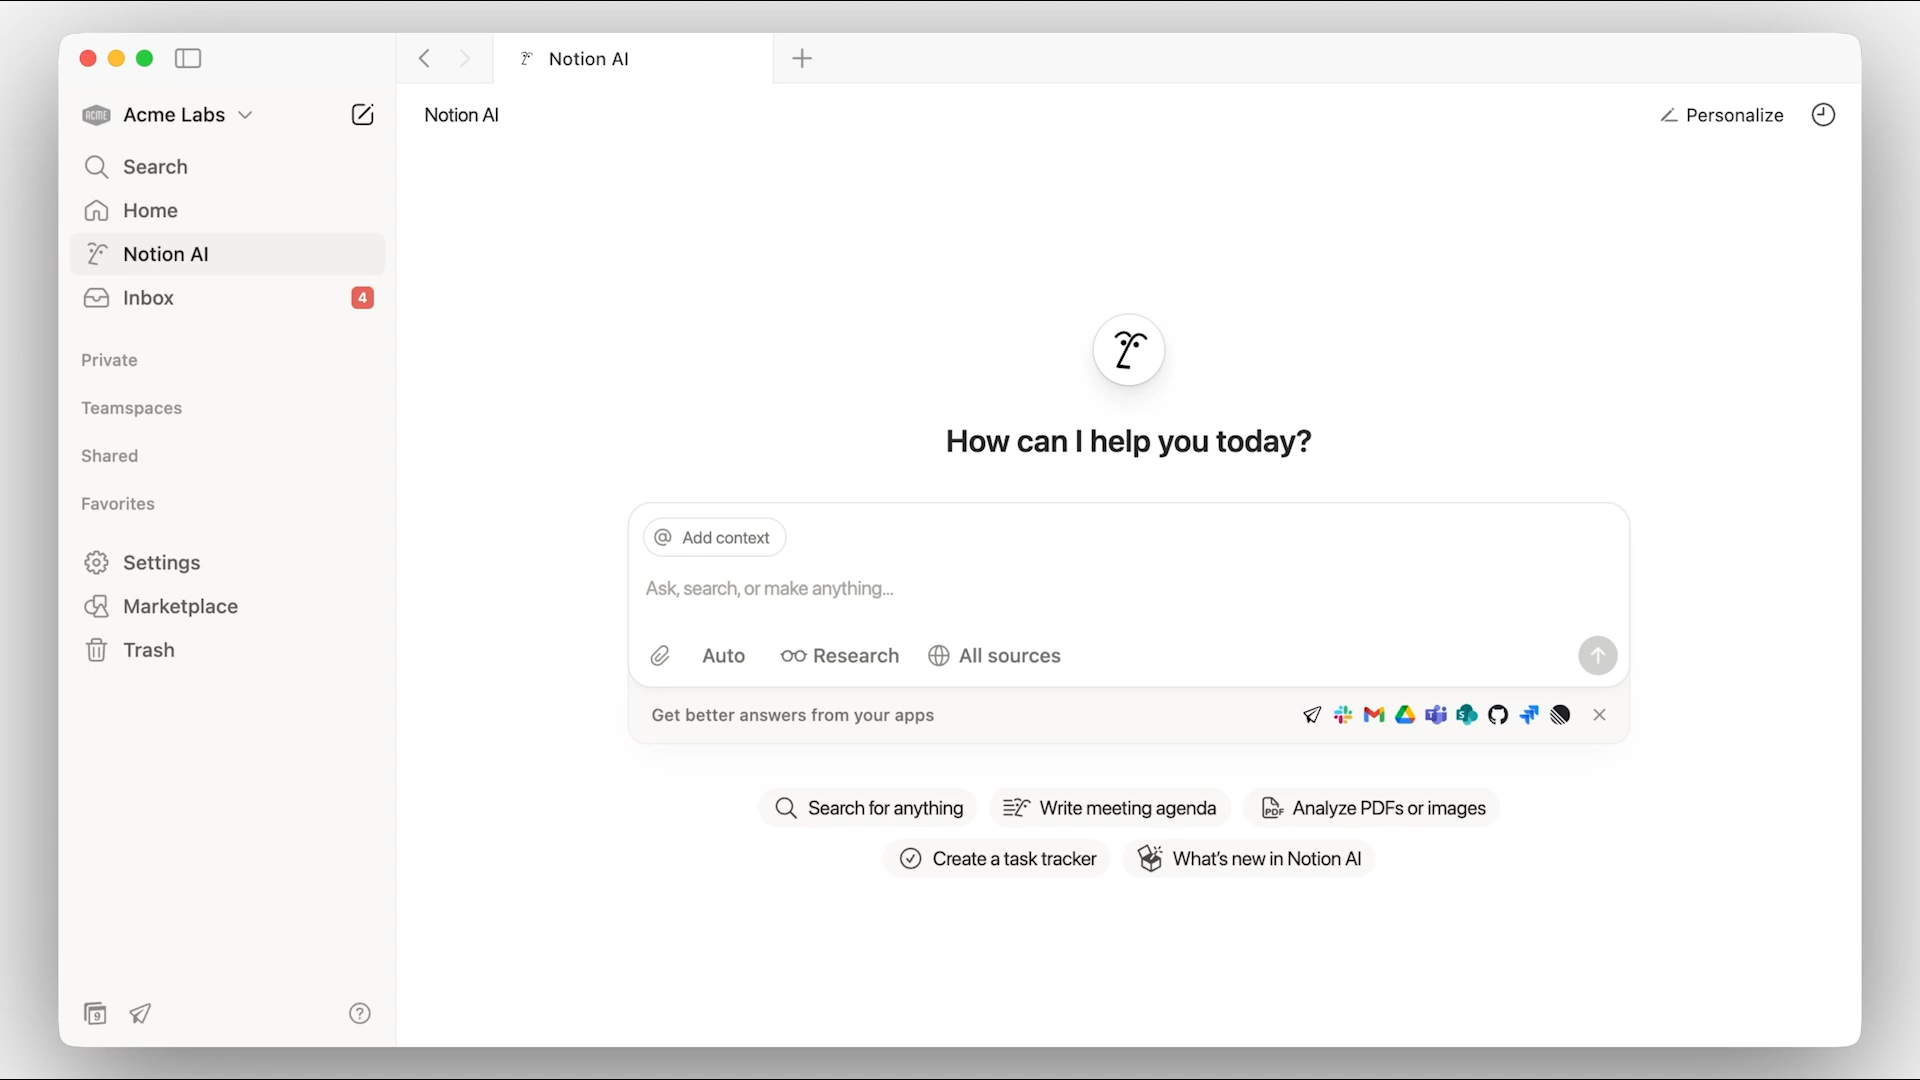 Notion AI
ACME Acme Labs
Notion AI
Personalize
Search
Home
Notion AI
Inbox
4
Private
Teamspaces
Shared
Favorites
Settings
Marketplace
Trash
9
How can I help you today?
@ Add context
Ask, search, or make anything...
Auto
Research
All sources
Get better answers from your apps
Search for anything
Write meeting agenda
PDF Analyze PDFs or images
Create a task tracker
What's new in Notion AI